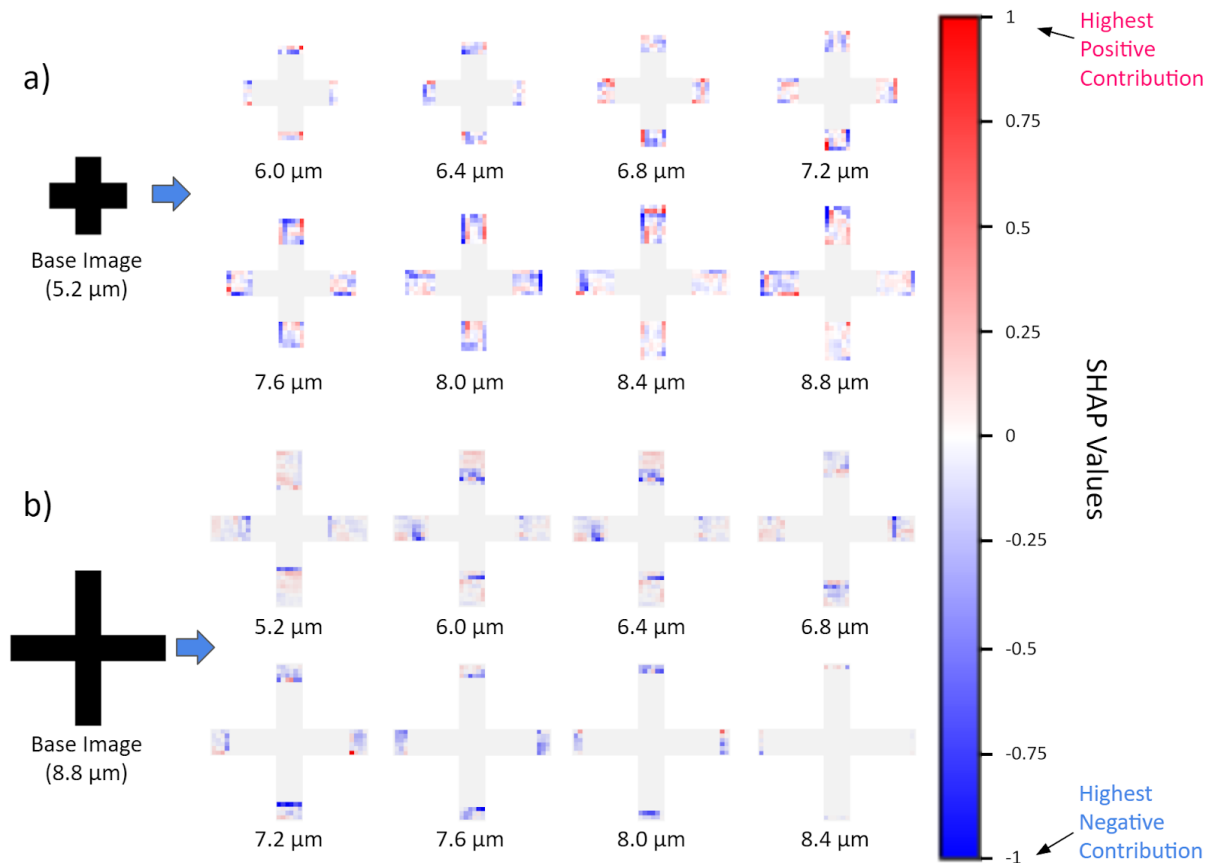 a)
Base Image
(5.2 µm)
6.0 µm
6.4 µm
6.8 µm
7.2 µm
7.6 µm
8.0 µm
8.4 µm
8.8 µm
b)
Base Image
(8.8 µm)
5.2 µm
6.0 µm
6.4 µm
6.8 µm
7.2 µm
7.6 µm
8.0 µm
8.4 µm
1
0.75
0.5
0.25
0
-0.25
-0.5
-0.75
-1
SHAP Values
Highest
Positive
Contribution
Highest
Negative
Contribution